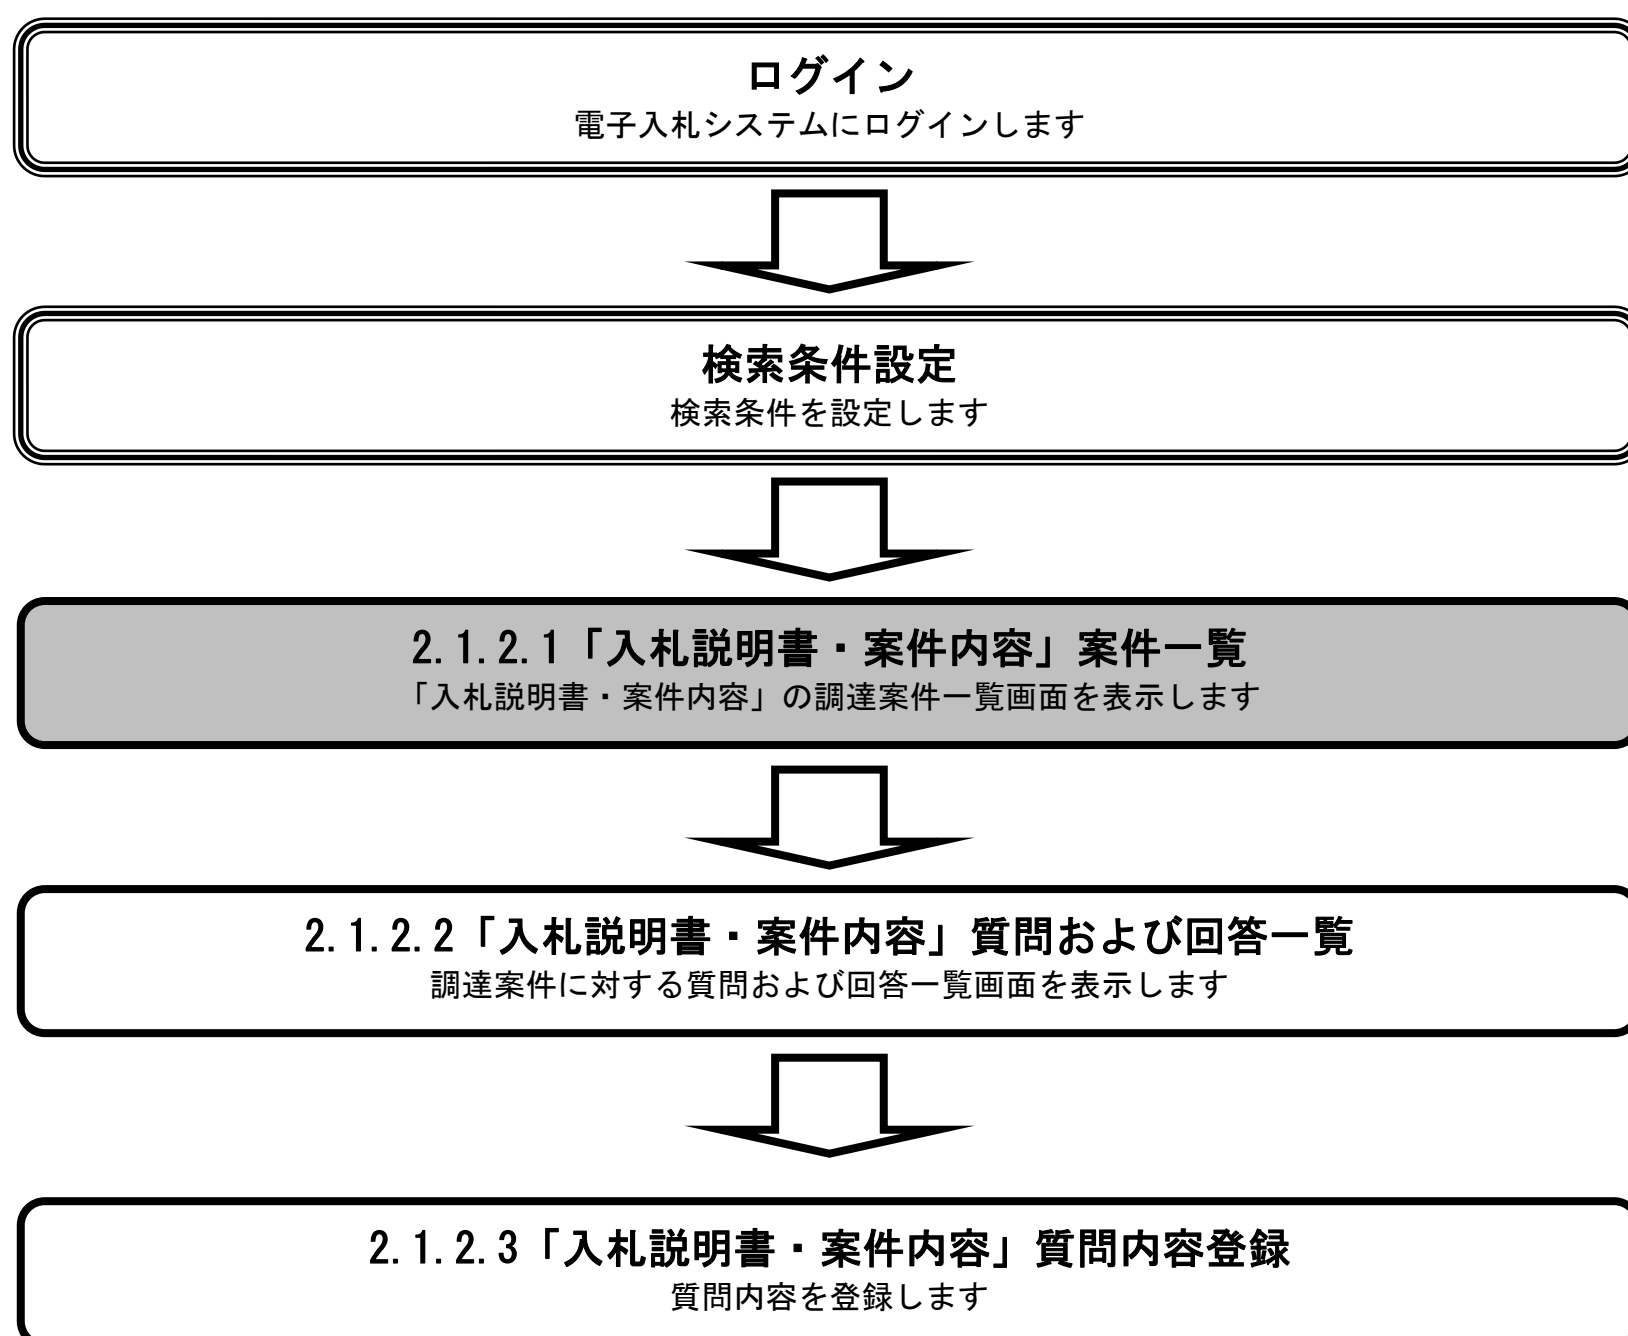 ログイン
電子入札システムにログインします
検索条件設定
検索条件を設定します
2.1.2.1「入札説明書・案件内容」案件一覧
「入札説明書・案件内容」の調達案件一覧画面を表示します
2.1.2.2「入札説明書・案件内容」質問および回答一覧
調達案件に対する質問および回答一覧画面を表示します
2.1.2.3「入札説明書・案件内容」質問内容登録
質問内容を登録します